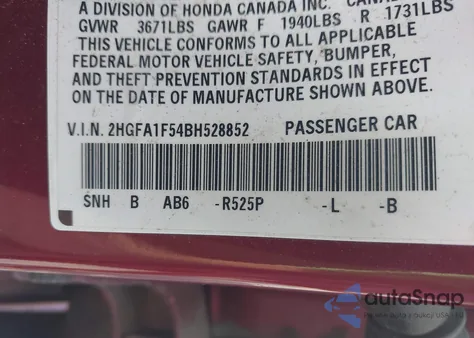 A DIVISION OF HONDA CANADA INC.
GVWR 3671LBS GAWR F 1940LBS R 1731LBS
THIS VEHICLE CONFORMS TO ALL APPLICABLE
FEDERAL MOTOR VEHICLE SAFETY, BUMPER,
AND THEFT PREVENTION STANDARDS IN EFFECT
ON THE DATE OF MANUFACTURE SHOWN ABOVE.
V.I.N. 2HGFA1F54BH528852 PASSENGER CAR
SNH B AB6 -R525P -L -B
autoSnap